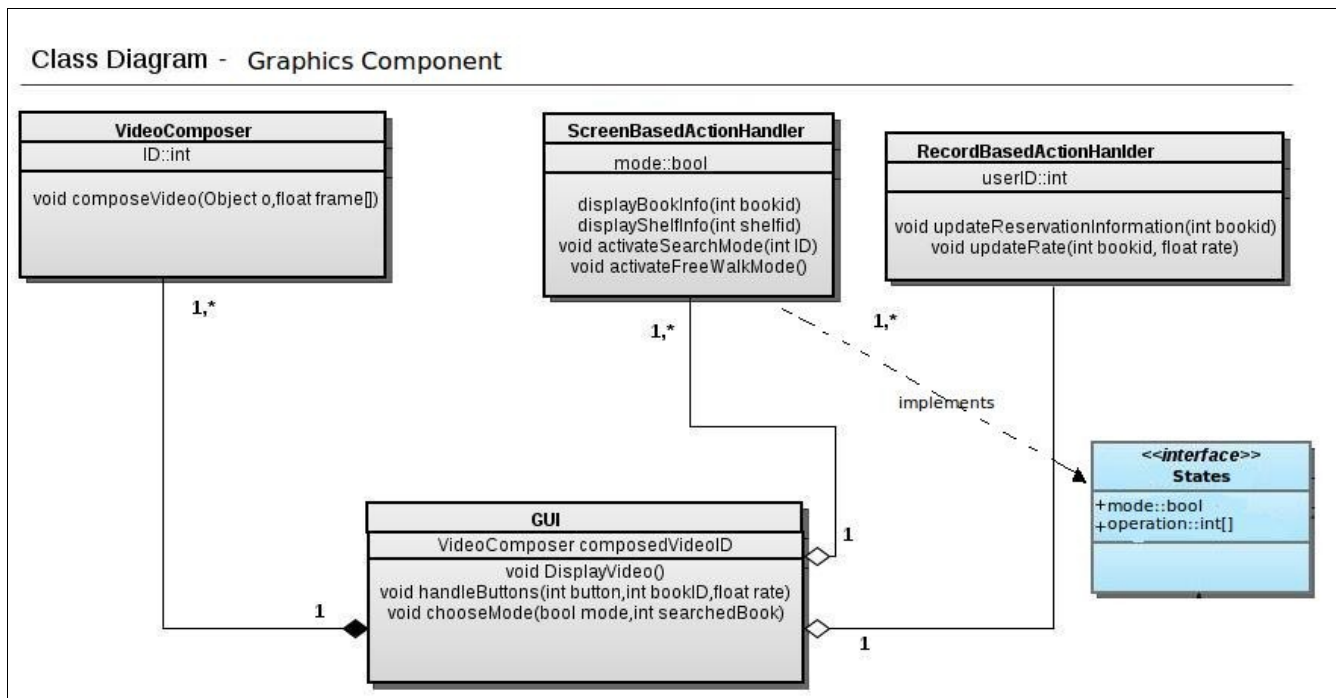 Class Diagram - Graphics Component
VideoComposer
ID::int
void composeVideo(Object o,float frame[])
1,*
ScreenBasedActionHandler
mode::bool
displayBookInfo(int bookid)
displayShelfInfo(int shelfid)
void activateSearchMode(int ID)
void activateFreeWalkMode()
1,*
RecordBasedActionHanlder
userID::int
void updateReservationInformation(int bookid)
void updateRate(int bookid, float rate)
1,*
implements
<<interface>>
States
+mode::bool
+operation::int[]
GUI
VideoComposer composedVideoID
void DisplayVideo()
void handleButtons(int button,int bookID,float rate)
void chooseMode(bool mode,int searchedBook)
1
1
1